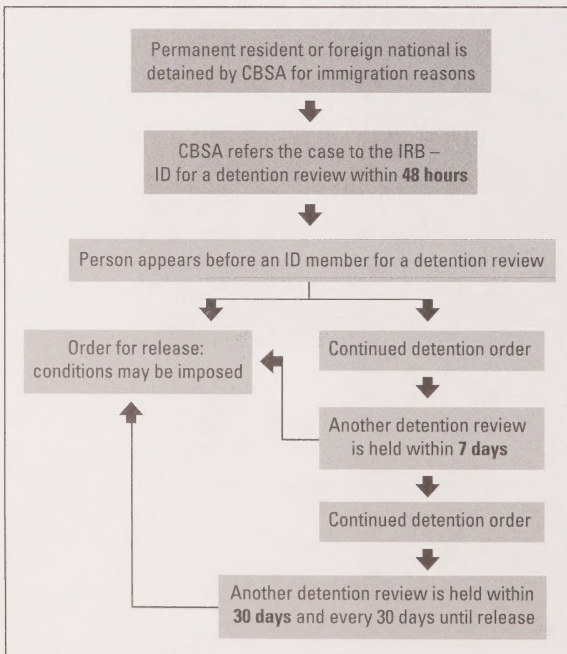 Permanent resident or foreign national is
detained by CBSA for immigration reasons
CBSA refers the case to the IRB –
ID for a detention review within 48 hours
Person appears before an ID member for a detention review
Order for release:
conditions may be imposed
Continued detention order
Another detention review
is held within 7 days
Continued detention order
Another detention review is held within
30 days and every 30 days until release